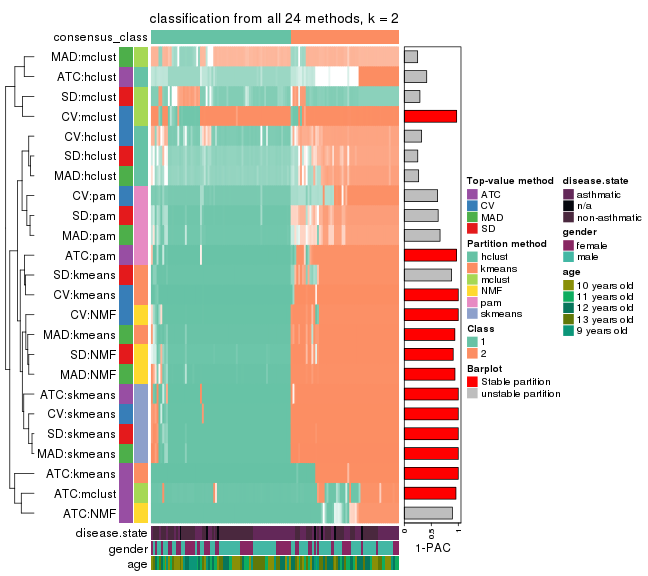 classification from all 24 methods, k = 2
consensus_class
MAD:mclust
ATC:hclust
SD:mclust
CV:mclust
CV:hclust
SD:hclust
MAD:hclust
CV:pam
SD:pam
MAD:pam
ATC:pam
SD:kmeans
CV:kmeans
CV:NMF
MAD:kmeans
SD:NMF
MAD:NMF
ATC:skmeans
CV:skmeans
SD:skmeans
MAD:skmeans
ATC:kmeans
ATC:mclust
ATC:NMF
disease.state
gender
age
0
0.5
1
1-PAC
Top-value method
ATC
CV
MAD
SD
Partition method
hclust
kmeans
mclust
NMF
pam
skmeans
Class
1
2
Barplot
Stable partition
unstable partition
disease.state
asthmatic
n/a
non-asthmatic
gender
female
male
age
10 years old
11 years old
12 years old
13 years old
9 years old